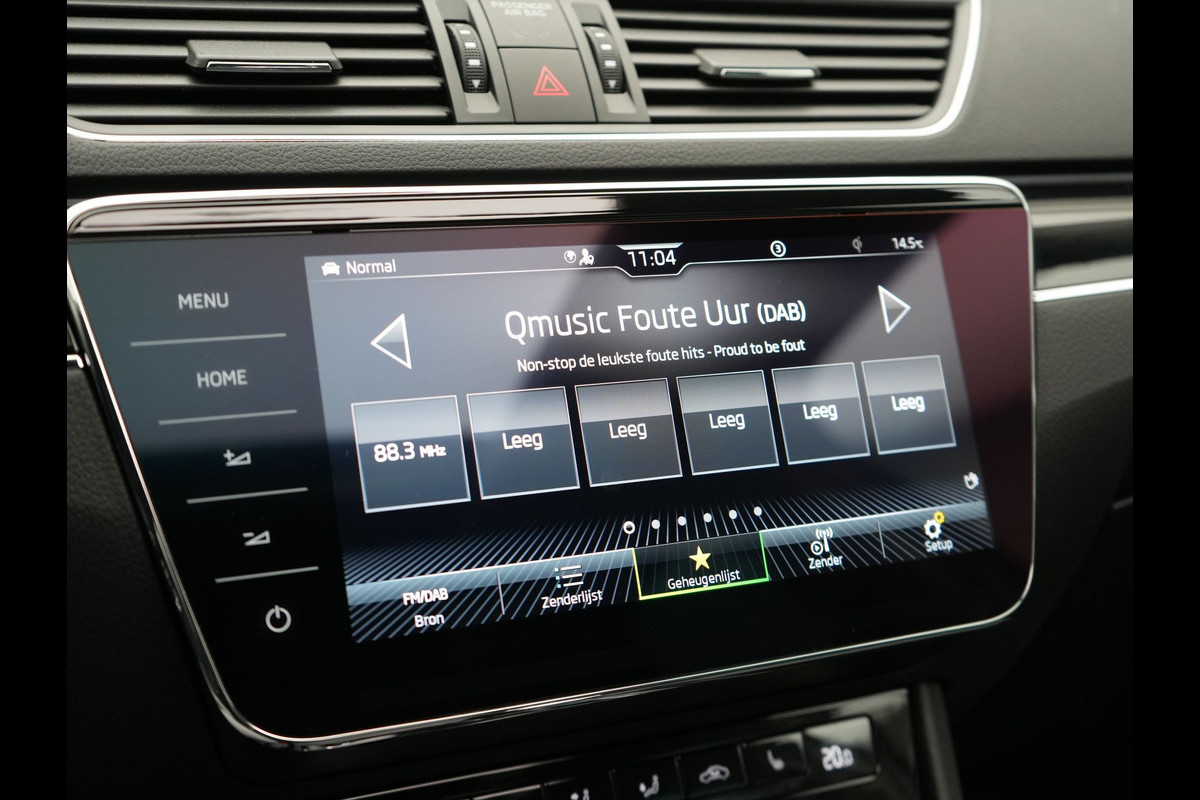 PASSENGER
AIR BAG
Normal
11:04
3
14.5°C
MENU
Qmusic Foute Uur (DAB)
Non-stop de leukste foute hits - Proud to be fout
HOME
88.3 MHz
Leeg
Leeg
Leeg
Leeg
Leeg
FM/DAB
Bron
Zenderlijst
Geheugenlijst
Zender
Setup
20.0